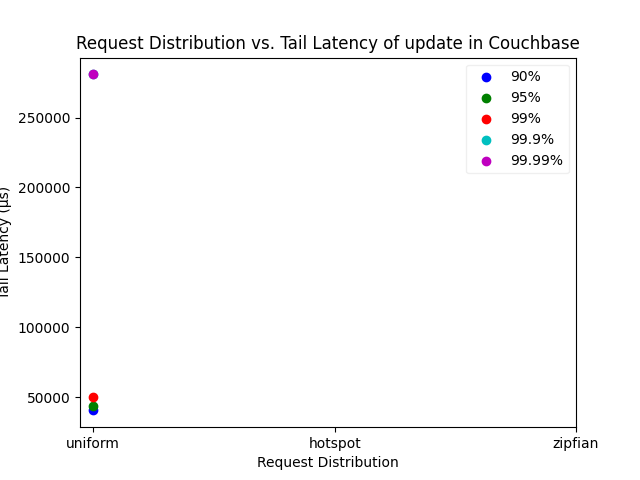 Request Distribution vs. Tail Latency of update in Couchbase
90%
95%
99%
99.9%
99.99%
250000
200000
150000
100000
50000
Tail Latency (µs)
uniform
hotspot
zipfian
Request Distribution